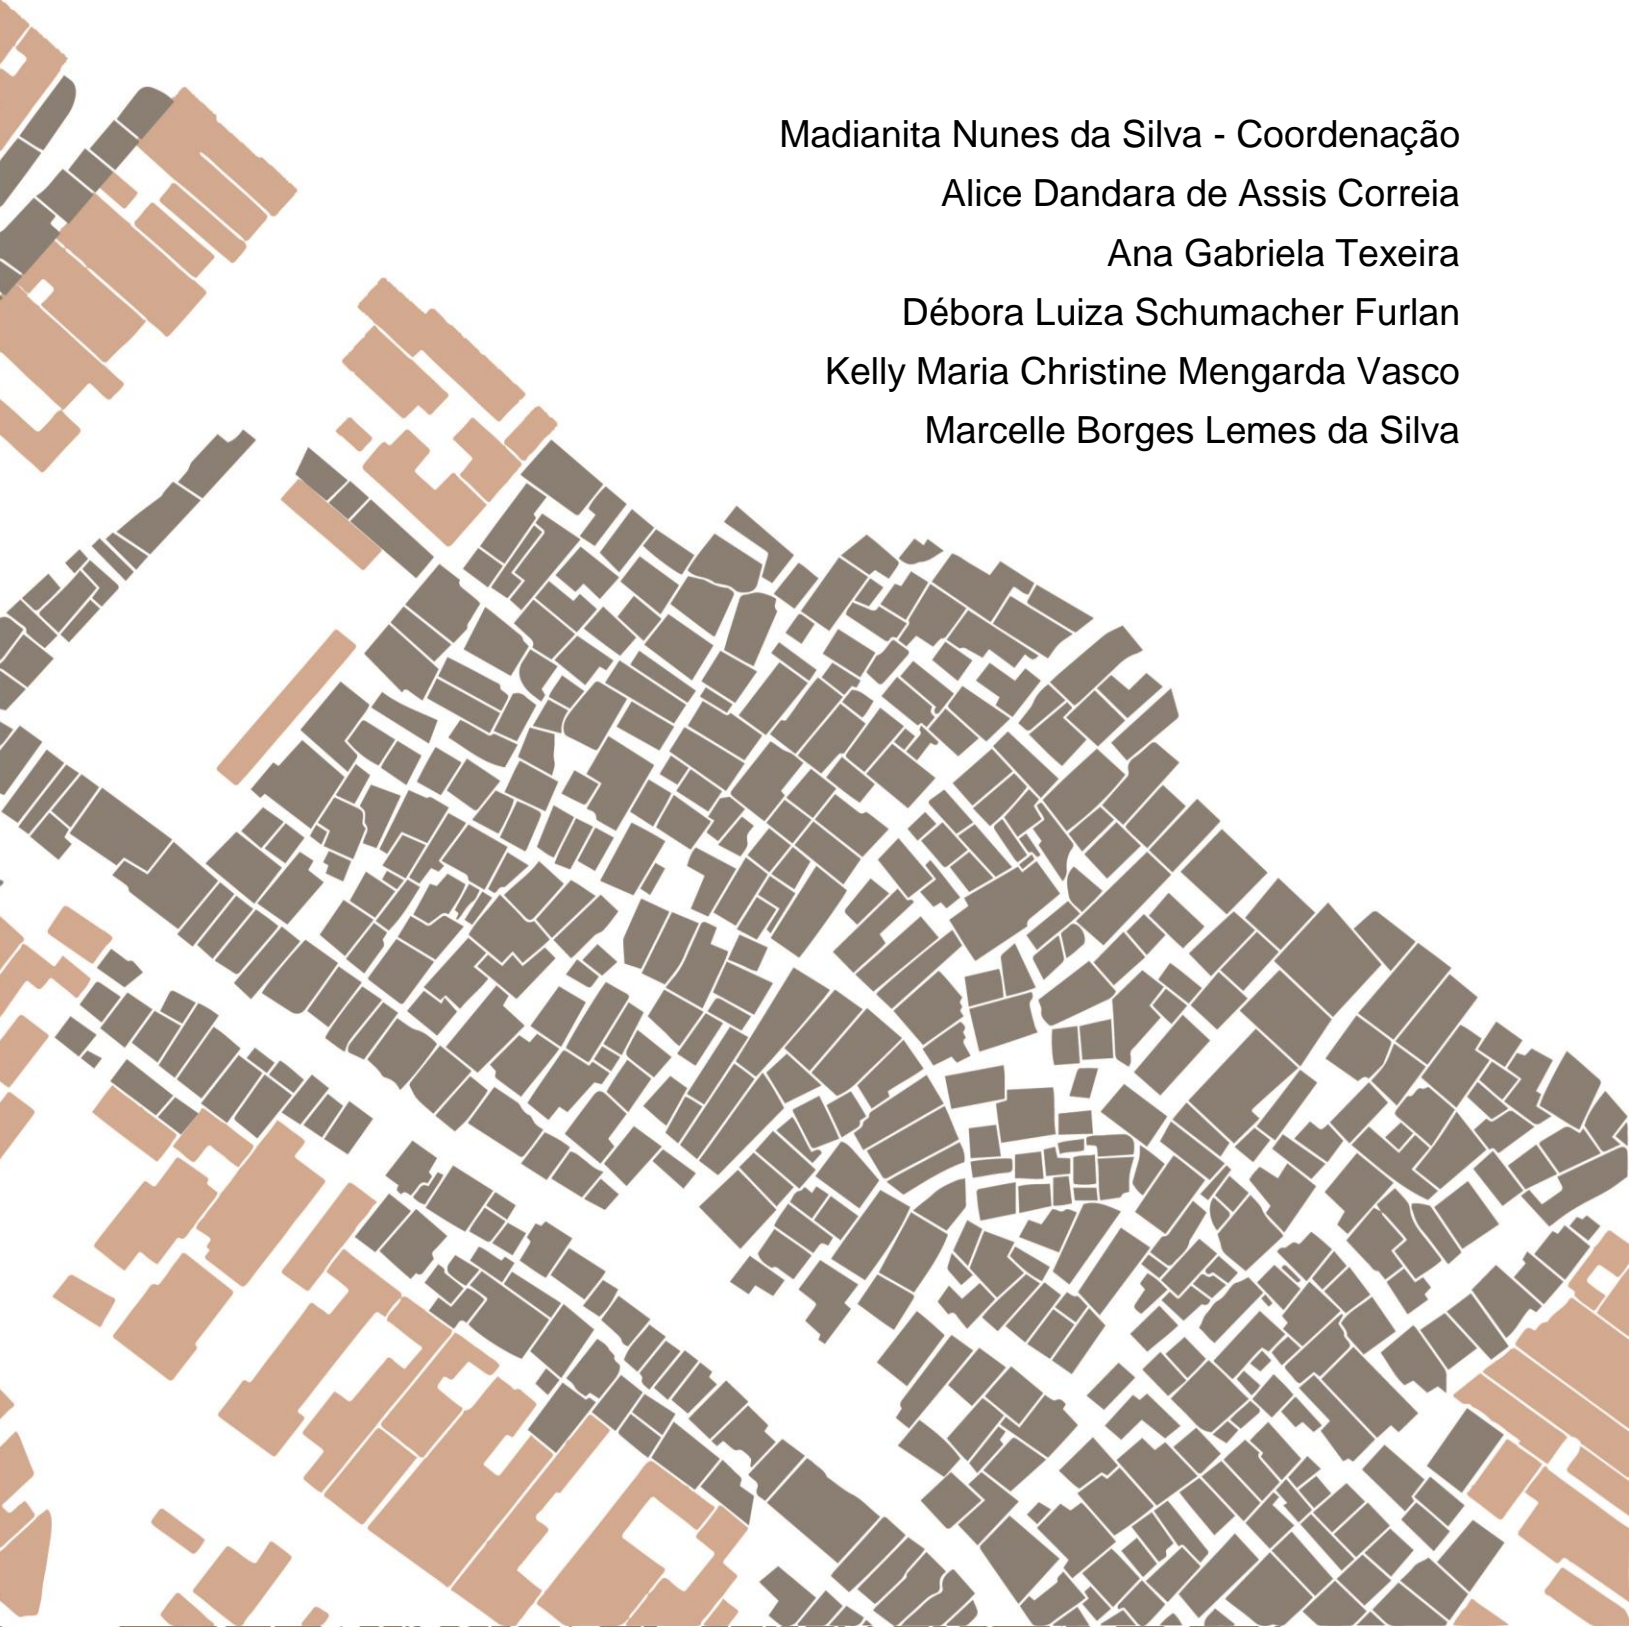 Madianita Nunes da Silva - Coordenação
Alice Dandara de Assis Correia
Ana Gabriela Texeira
Débora Luiza Schumacher Furlan
Kelly Maria Christine Mengarda Vasco
Marcelle Borges Lemes da Silva